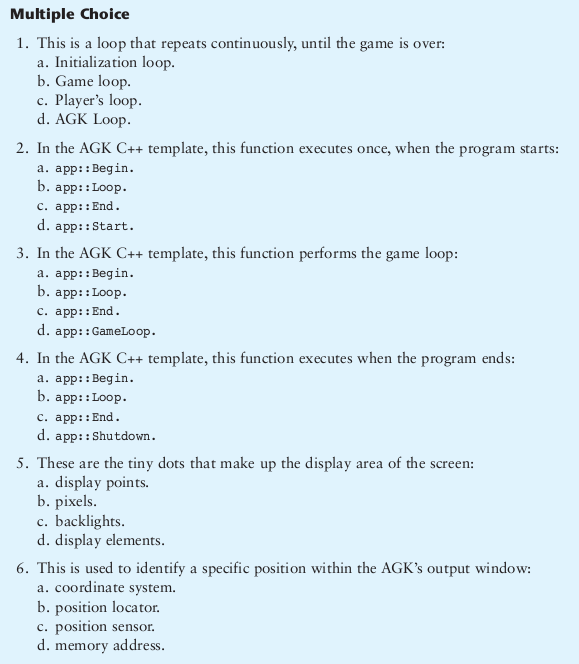 Multiple Choice
1. This is a loop that repeats continuously, until the game is over:
a. Initialization loop.
b. Game loop.
c. Player's loop.
d. AGK Loop.
2. In the AGK C++ template, this function executes once, when the program starts:
a. app::Begin.
b. app::Loop.
c. app::End.
d. app::Start.
3. In the AGK C++ template, this function performs the game loop:
a. app::Begin.
b. app::Loop.
c. app::End.
d. app::GameLoop.
4. In the AGK C++ template, this function executes when the program ends:
a. app::Begin.
b. app::Loop.
c. app::End.
d. app::Shutdown.
5. These are the tiny dots that make up the display area of the screen:
a. display points.
b. pixels.
c. backlights.
d. display elements.
6. This is used to identify a specific position within the AGK's output window:
a. coordinate system.
b. position locator.
c. position sensor.
d. memory address.